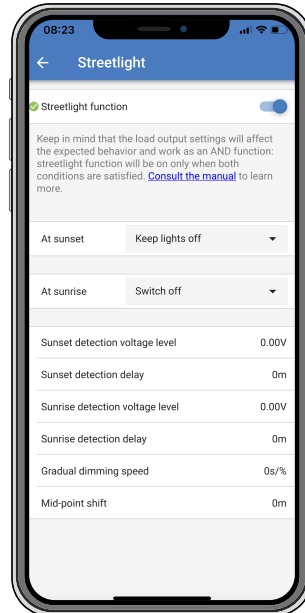 08:23
Streetlight
Streetlight function
Keep in mind that the load output settings will affect
the expected behavior and work as an AND function:
streetlight function will be on only when both
conditions are satisfied. Consult the manual to learn
more.
At sunset Keep lights off
At sunrise Switch off
Sunset detection voltage level 0.00V
Sunset detection delay 0m
Sunrise detection voltage level 0.00V
Sunrise detection delay 0m
Gradual dimming speed 0s/%
Mid-point shift 0m